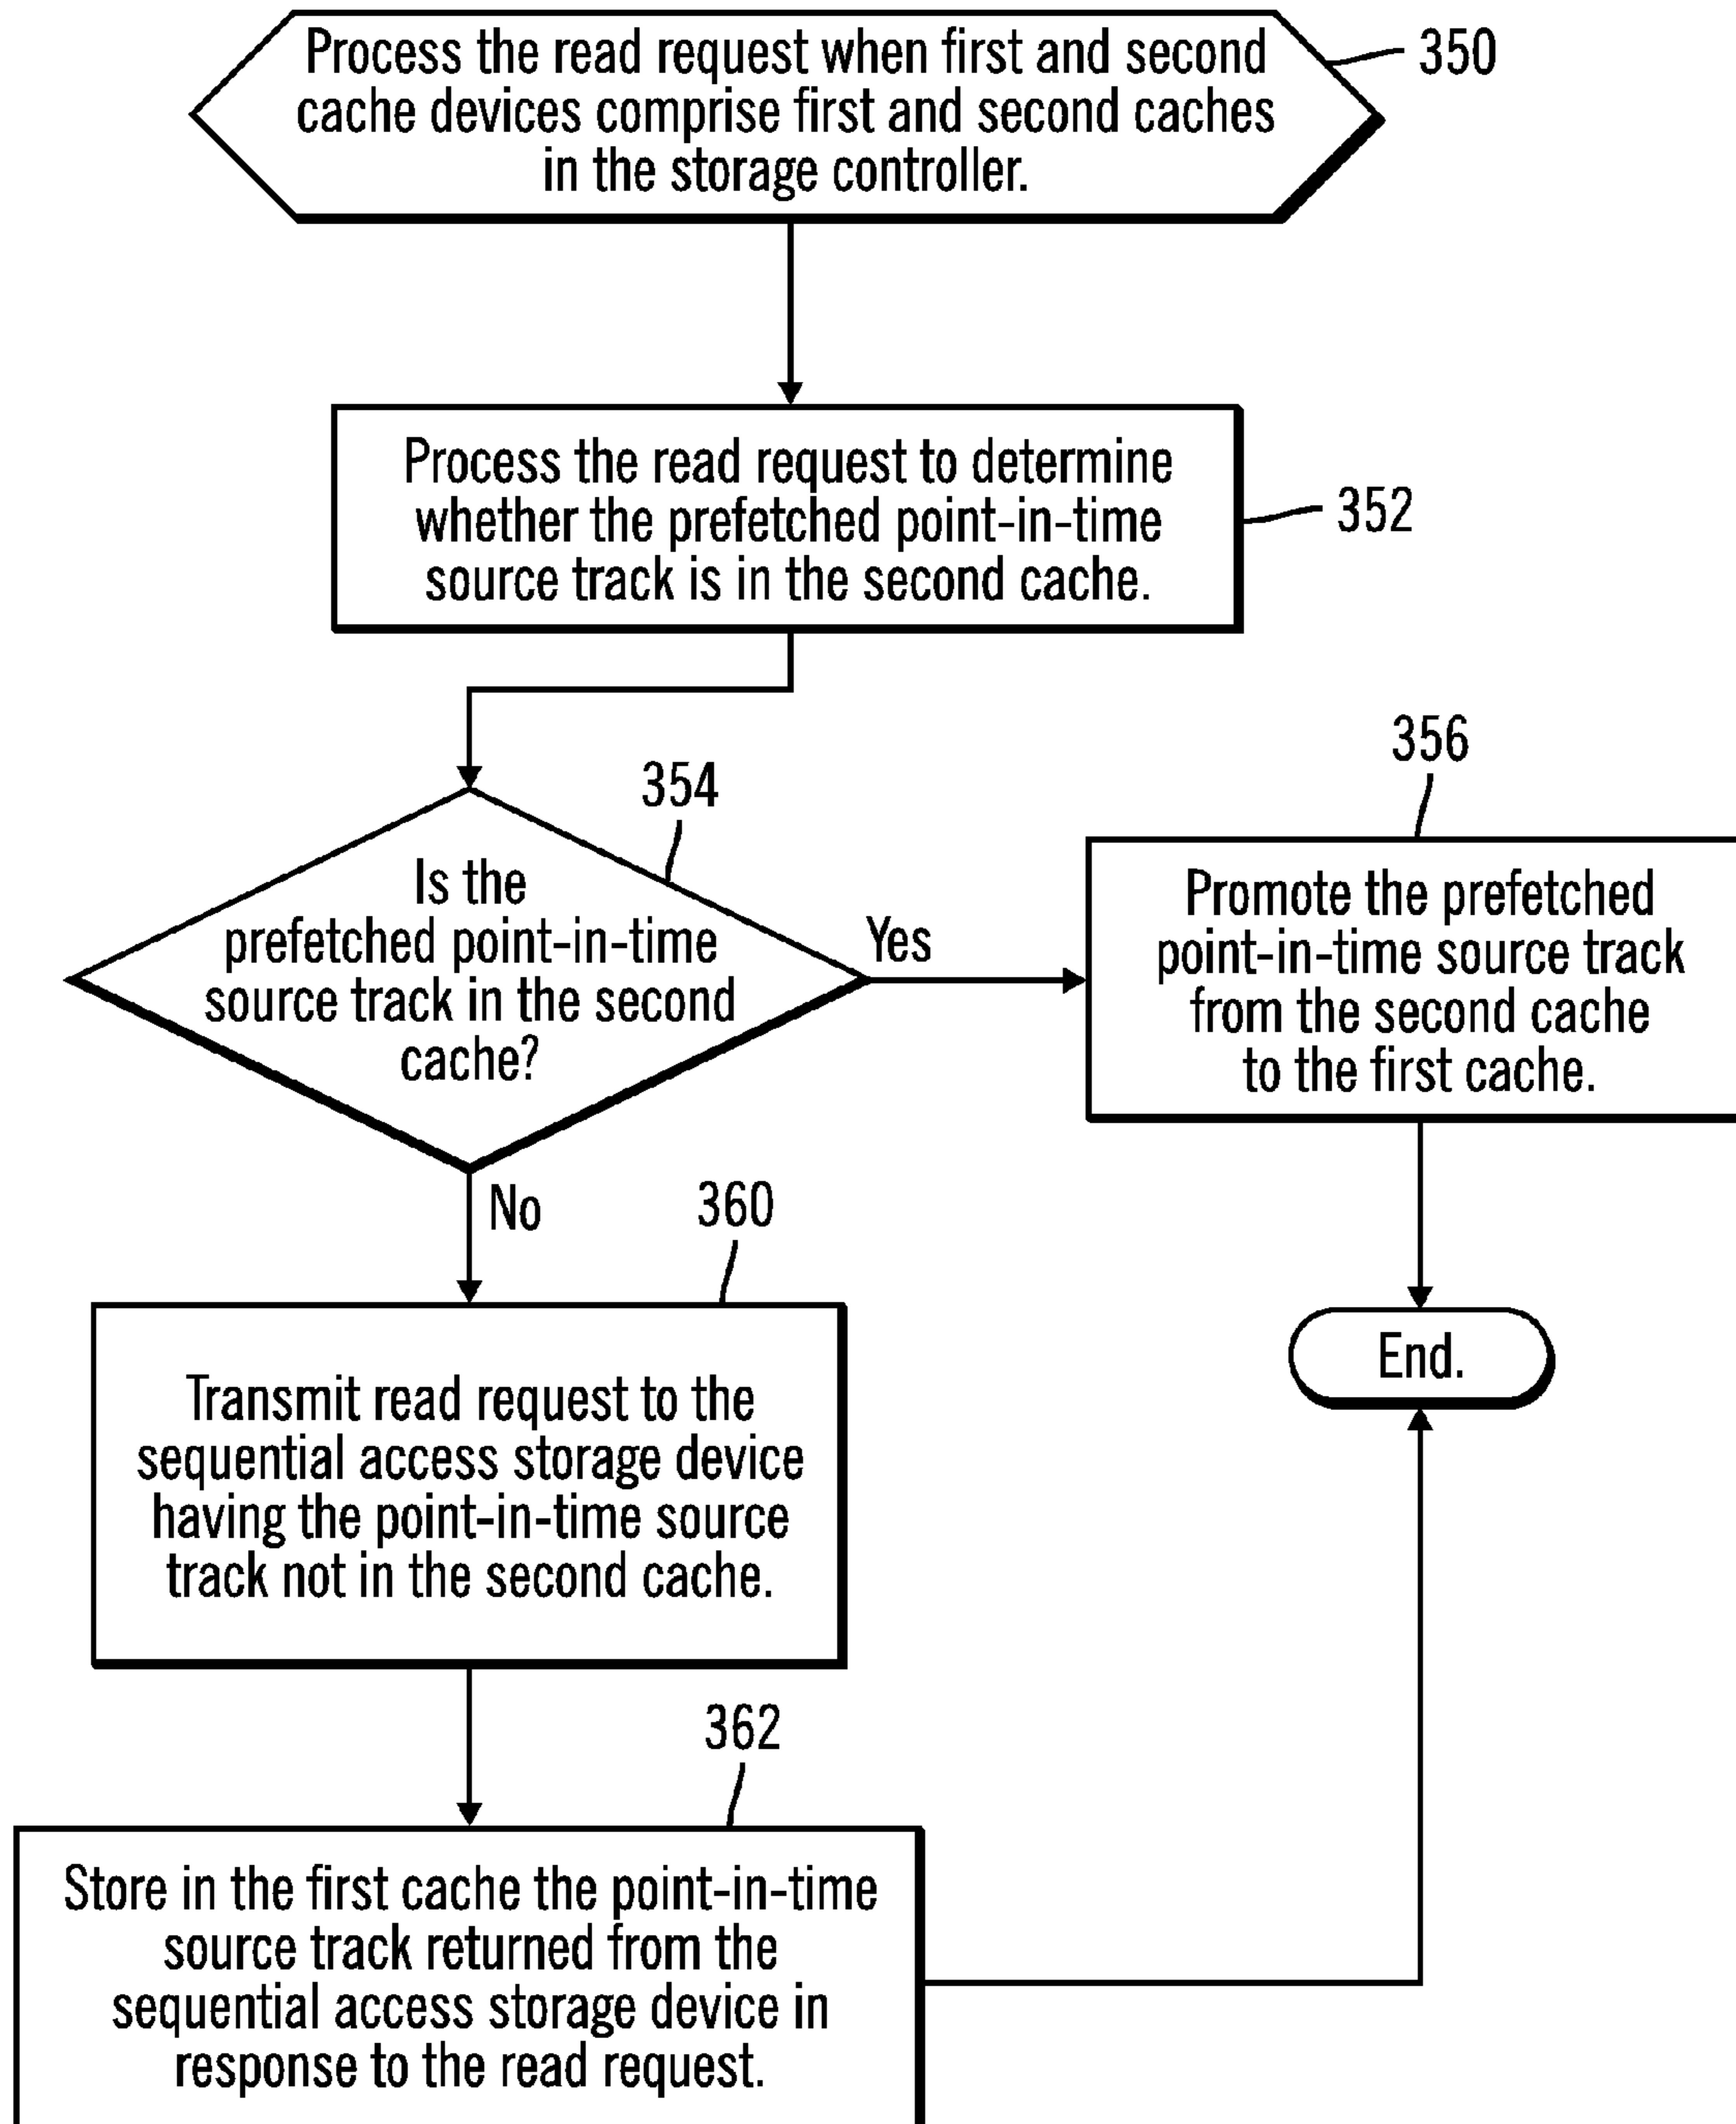 Process the read request when first and second
cache devices comprise first and second caches
in the storage controller.
350
Process the read request to determine
whether the prefetched point-in-time
source track is in the second cache.
352
354
Is the
prefetched point-in-time
source track in the second
cache?
Yes
No
356
Promote the prefetched
point-in-time source track
from the second cache
to the first cache.
End.
360
Transmit read request to the
sequential access storage device
having the point-in-time source
track not in the second cache.
362
Store in the first cache the point-in-time
source track returned from the
sequential access storage device in
response to the read request.